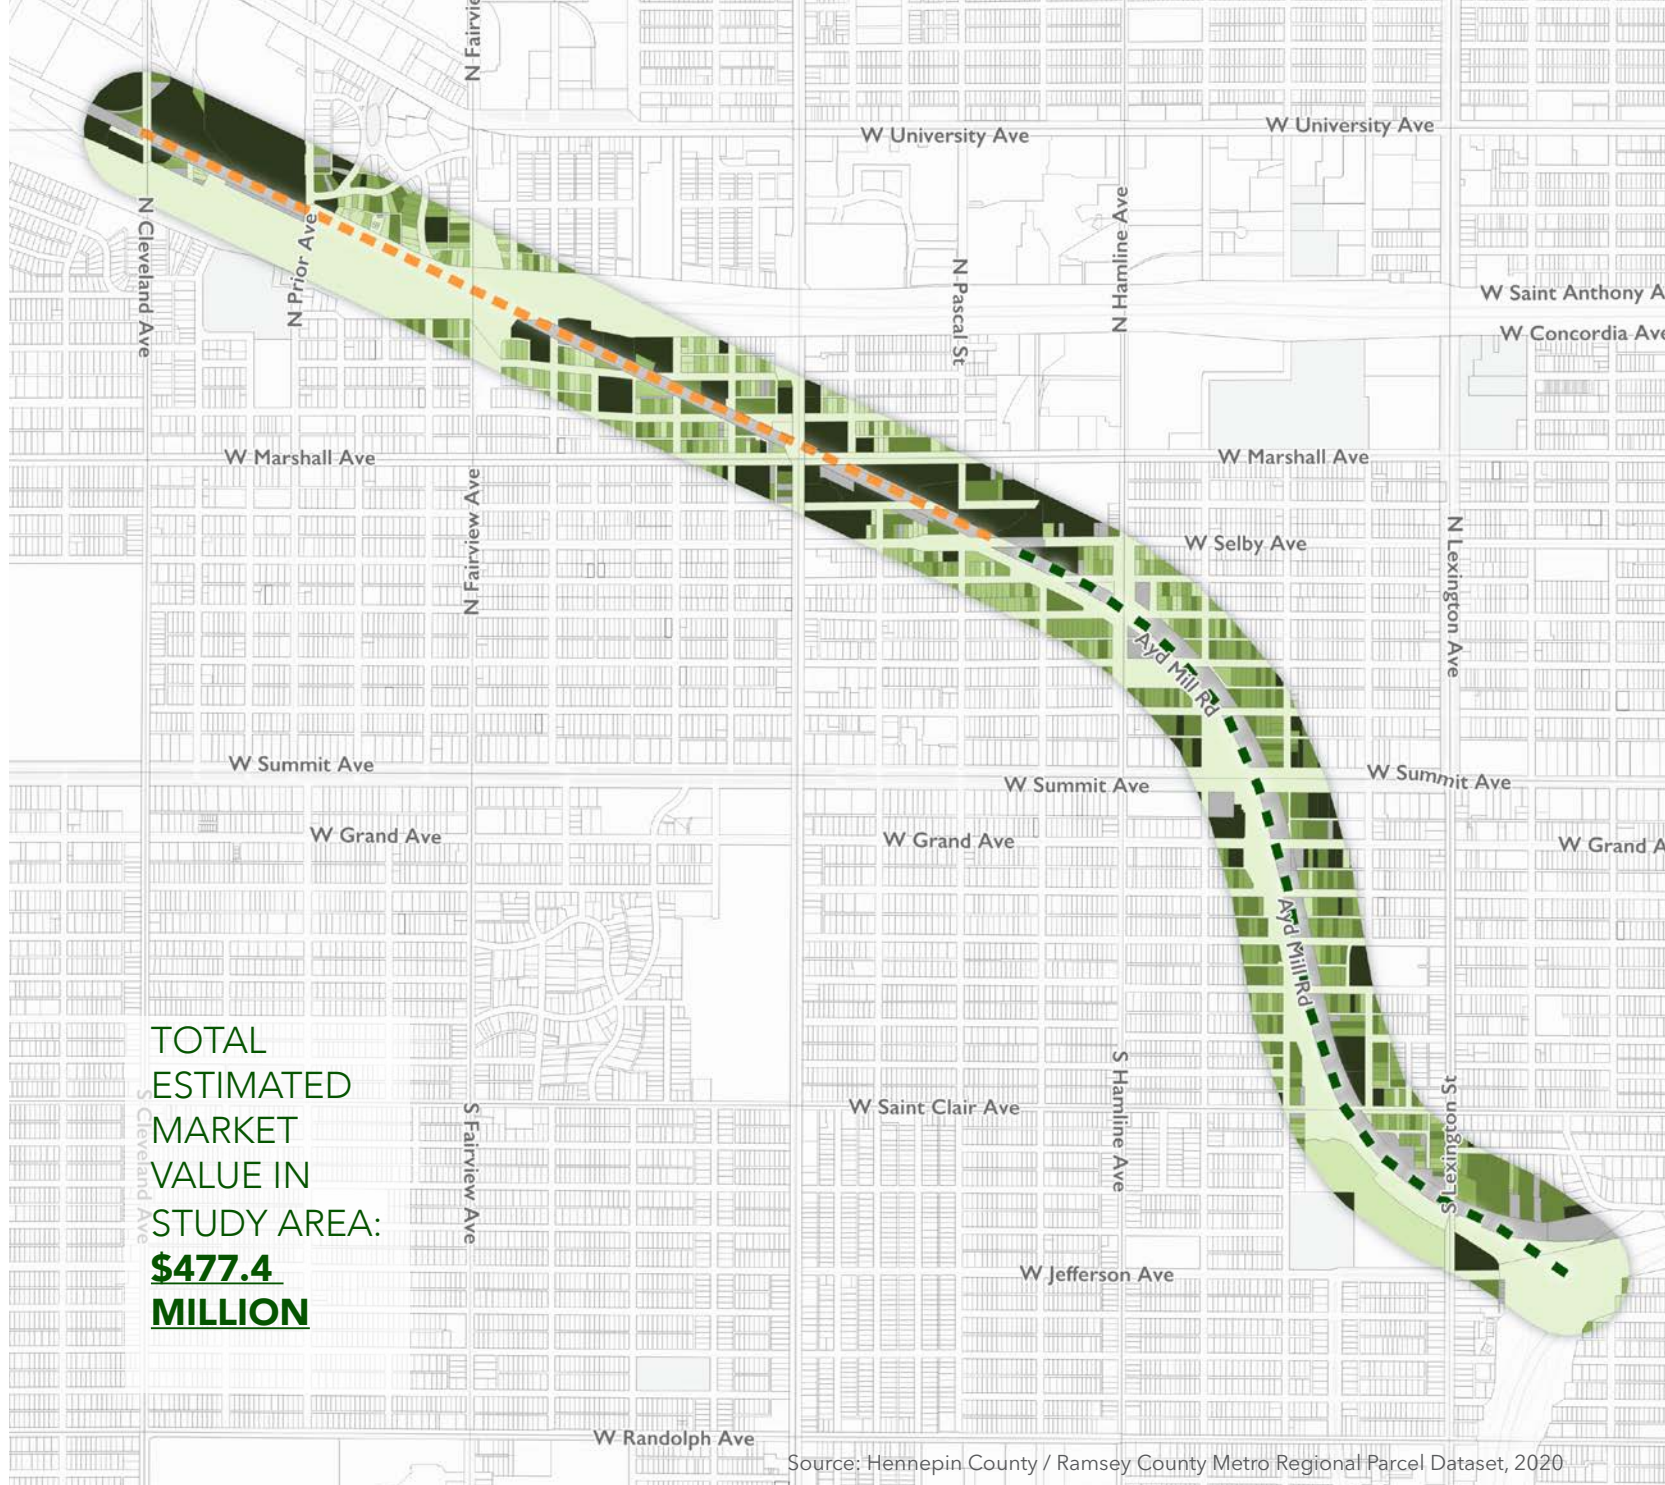 N Fairvie
W University Ave
W University Ave
N Cleveland Ave
N Prior Ave
N Pascal St
N Hamline Ave
W Saint Anthony A
W Concordia Ave
W Marshall Ave
W Marshall Ave
N Fairview Ave
W Selby Ave
N Lexington Ave
Ayd Mill Rd
W Summit Ave
W Summit Ave
W Summit Ave
W Grand Ave
W Grand Ave
W Grand A
Ayd Mill Rd
TOTAL
ESTIMATED
MARKET
VALUE IN
STUDY AREA:
$477.4
MILLION
S Cleveland Ave
S Fairview Ave
W Saint Clair Ave
S Hamline Ave
S Lexington St
W Jefferson Ave
W Randolph Ave
Source: Hennepin County / Ramsey County Metro Regional Parcel Dataset, 2020